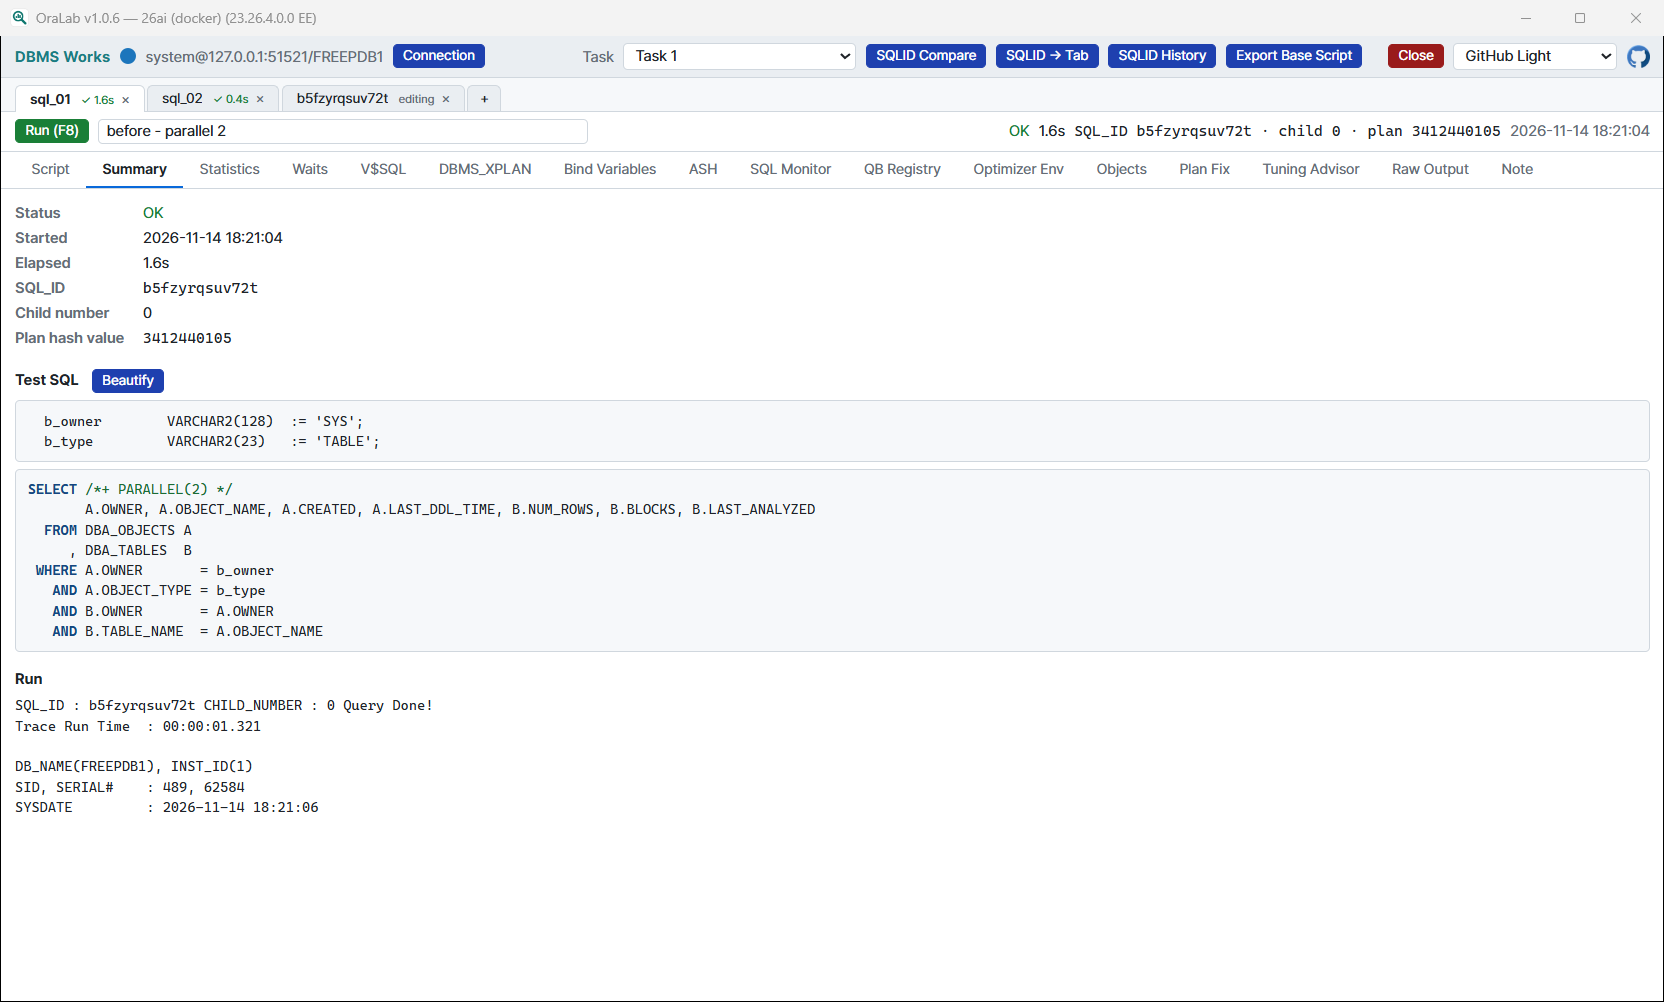 OraLab v1.0.6 — 26ai (docker) (23.26.4.0.0 EE)
DBMS Works system@127.0.0.1:51521/FREEPDB1 Connection Task Task 1 SQLID Compare SQLID → Tab SQLID History Export Base Script Close GitHub Light
sql_01 ✓ 1.6s × sql_02 ✓ 0.4s × b5fzyrqsuv72t editing × +
Run (F8) before - parallel 2 OK 1.6s SQL_ID b5fzyrqsuv72t · child 0 · plan 3412440105 2026-11-14 18:21:04
Script Summary Statistics Waits V$SQL DBMS_XPLAN Bind Variables ASH SQL Monitor QB Registry Optimizer Env Objects Plan Fix Tuning Advisor Raw Output Note
Status OK
Started 2026-11-14 18:21:04
Elapsed 1.6s
SQL_ID b5fzyrqsuv72t
Child number 0
Plan hash value 3412440105
Test SQL Beautify
b_owner VARCHAR2(128) := 'SYS';
b_type VARCHAR2(23) := 'TABLE';
SELECT /*+ PARALLEL(2) */
A.OWNER, A.OBJECT_NAME, A.CREATED, A.LAST_DDL_TIME, B.NUM_ROWS, B.BLOCKS, B.LAST_ANALYZED
FROM DBA_OBJECTS A
, DBA_TABLES B
WHERE A.OWNER = b_owner
AND A.OBJECT_TYPE = b_type
AND B.OWNER = A.OWNER
AND B.TABLE_NAME = A.OBJECT_NAME
Run
SQL_ID : b5fzyrqsuv72t CHILD_NUMBER : 0 Query Done!
Trace Run Time : 00:00:01.321
DB_NAME(FREEPDB1), INST_ID(1)
SID, SERIAL# : 489, 62584
SYSDATE : 2026-11-14 18:21:06